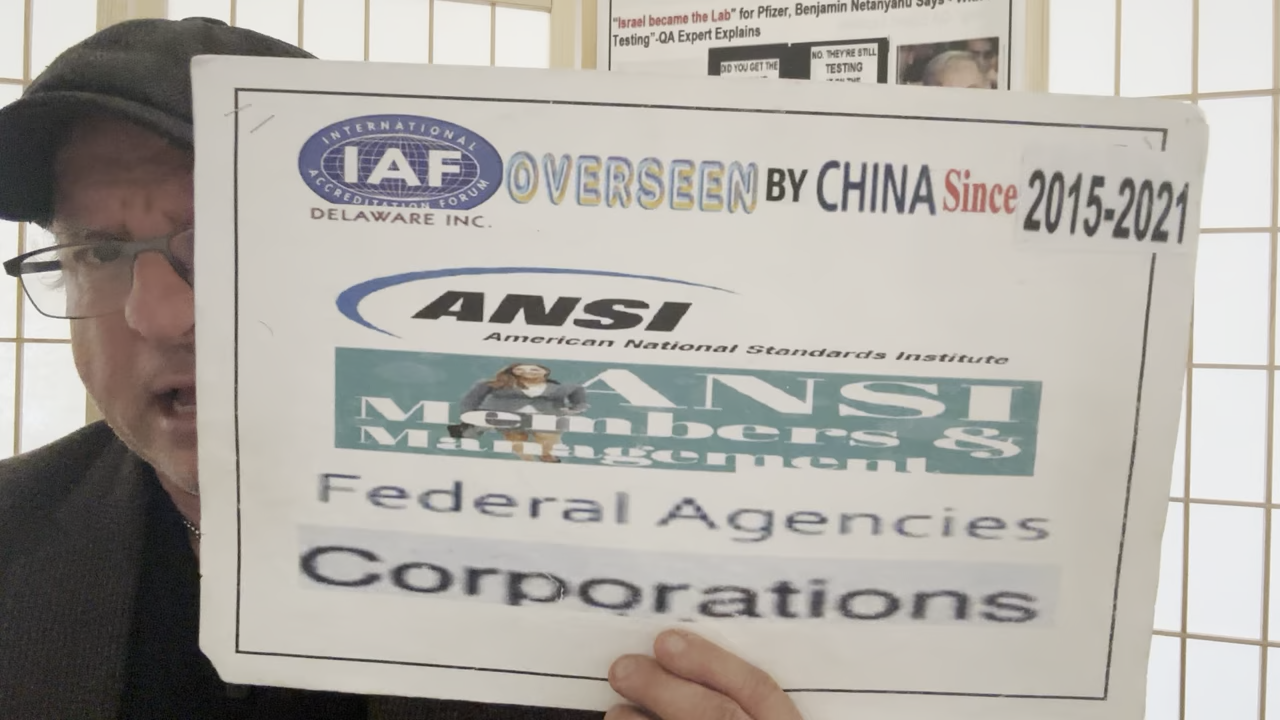 "Israel became the Lab" for Pfizer, Benjamin Netanyahu Says -
Testing"-QA Expert Explains
DID YOU GET THE
NO. THEY'RE STILL
TESTING
INTERNATIONAL
IAF
ACCREDITATION FORUM
DELAWARE INC.
OVERSEEN BY CHINA Since 2015-2021
ANSI
American National Standards Institute
ANSI
Members &
Management
Federal Agencies
Corporations